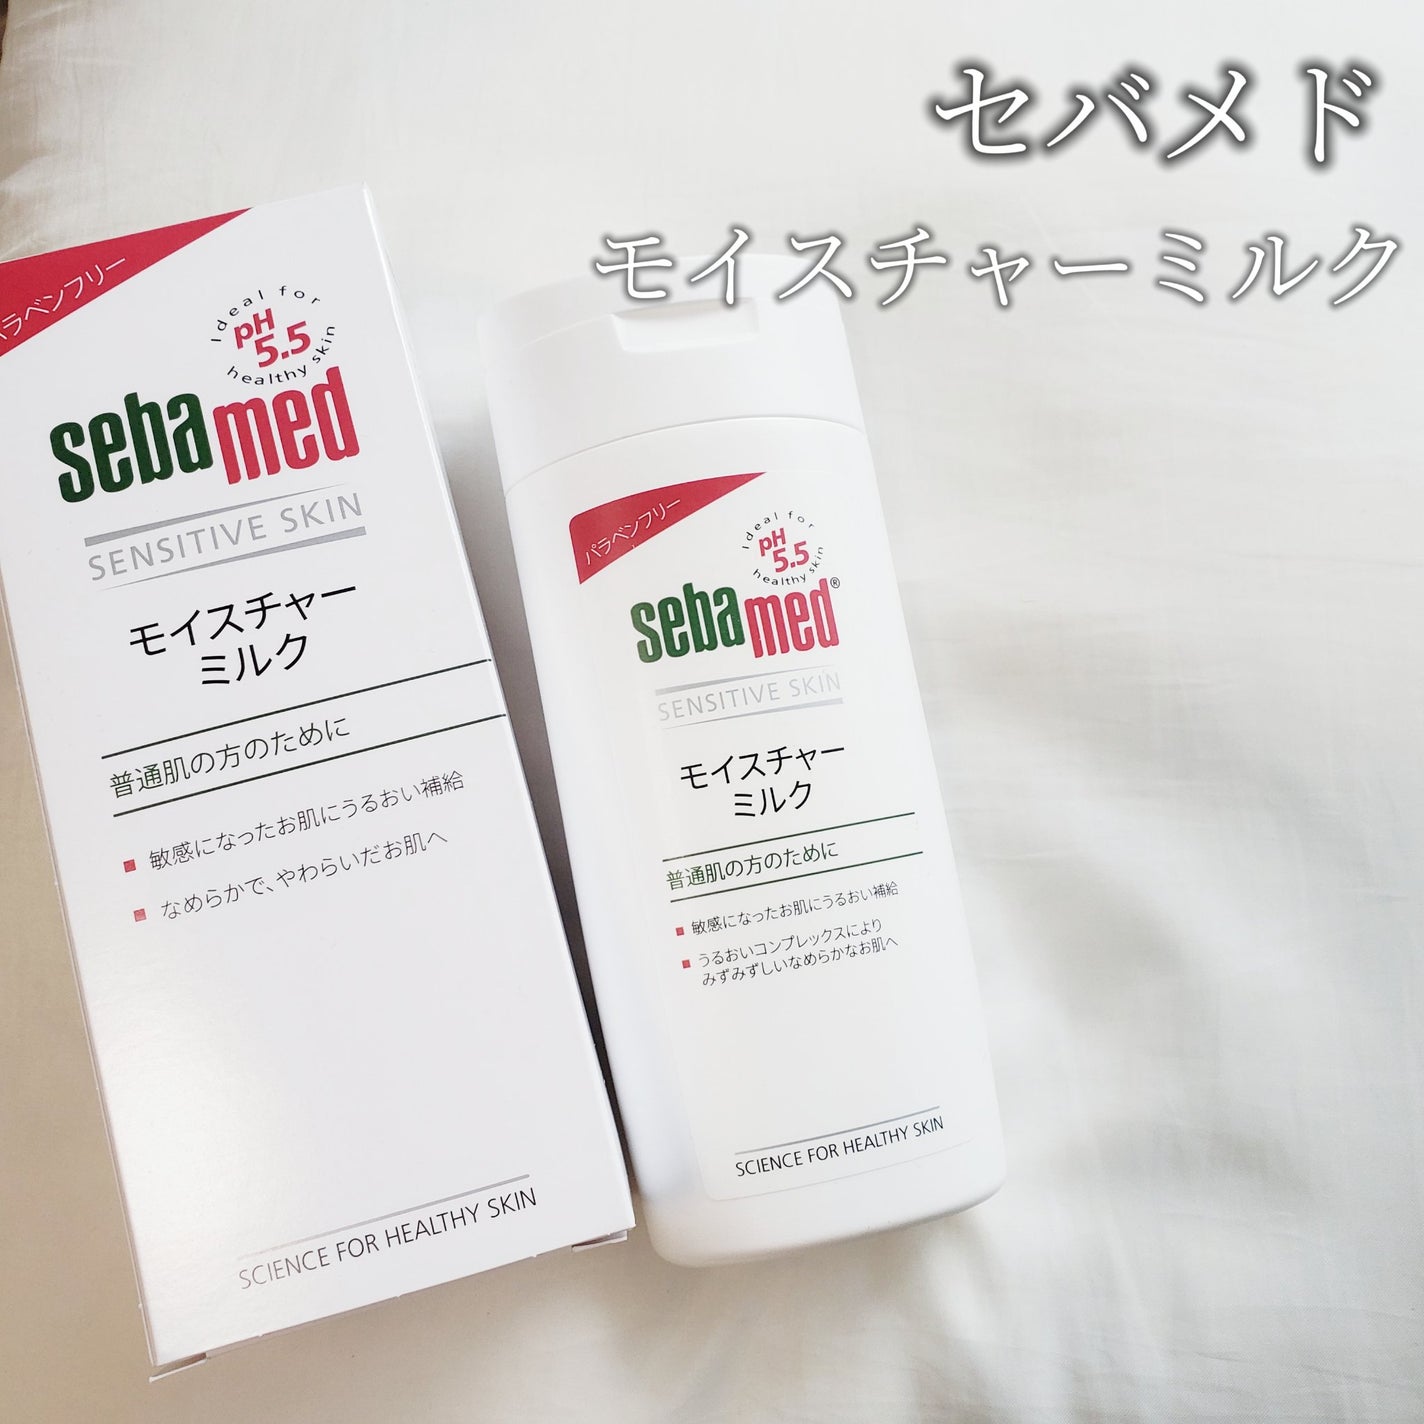 セバメド
モイスチャーミルク
パラベンフリー
Ideal for
pH
5.5
healthy skin
sebamed
SENSITIVE SKIN
モイスチャー
ミルク
普通肌の方のために
■ 敏感になったお肌にうるおい補給
■ なめらかで、やわらいだお肌へ
SCIENCE FOR HEALTHY SKIN
パラベンフリー
Ideal for
pH
5.5
healthy skin
sebamed®
SENSITIVE SKIN
モイスチャー
ミルク
普通肌の方のために
■ 敏感になったお肌にうるおい補給
■ うるおいコンプレックスにより
みずみずしいなめらかなお肌へ
SCIENCE FOR HEALTHY SKIN